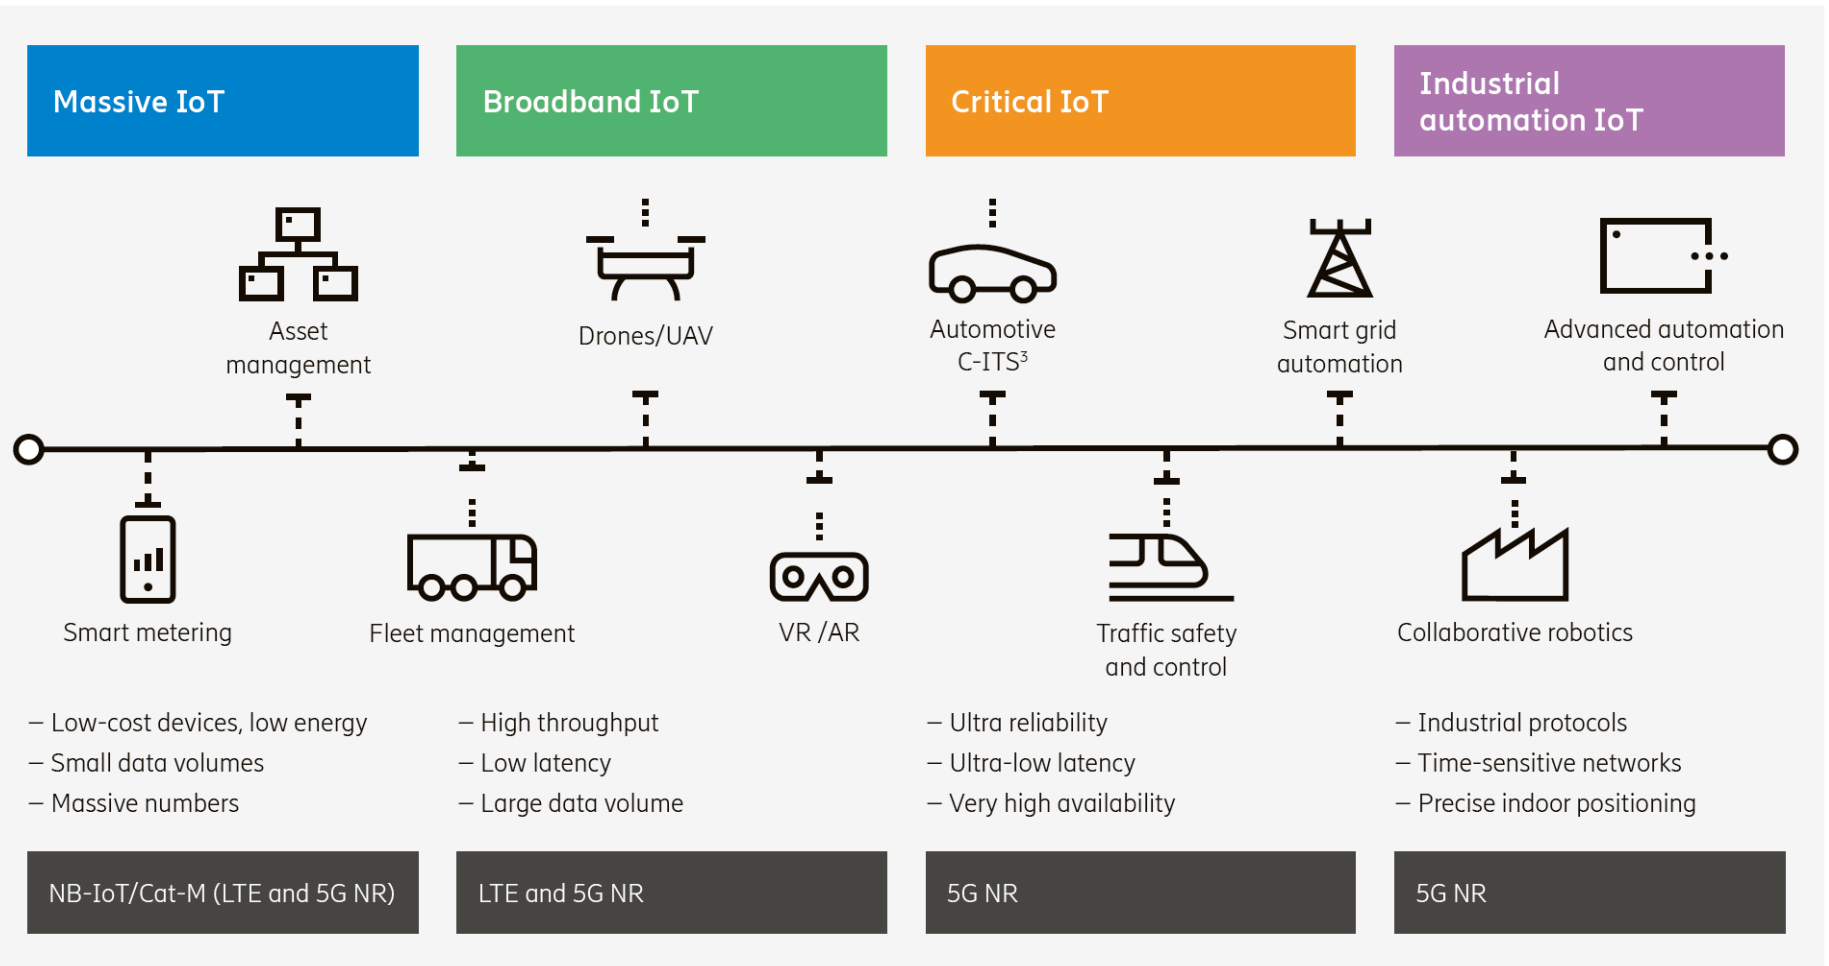 Massive IoT
Broadband IoT
Critical IoT
Industrial
automation IoT
Asset
management
Drones/UAV
Automotive
C-ITS³
Smart grid
automation
Advanced automation
and control
Smart metering
Fleet management
VR /AR
Traffic safety
and control
Collaborative robotics
– Low-cost devices, low energy
– Small data volumes
– Massive numbers
– High throughput
– Low latency
– Large data volume
– Ultra reliability
– Ultra-low latency
– Very high availability
– Industrial protocols
– Time-sensitive networks
– Precise indoor positioning
NB-IoT/Cat-M (LTE and 5G NR)
LTE and 5G NR
5G NR
5G NR